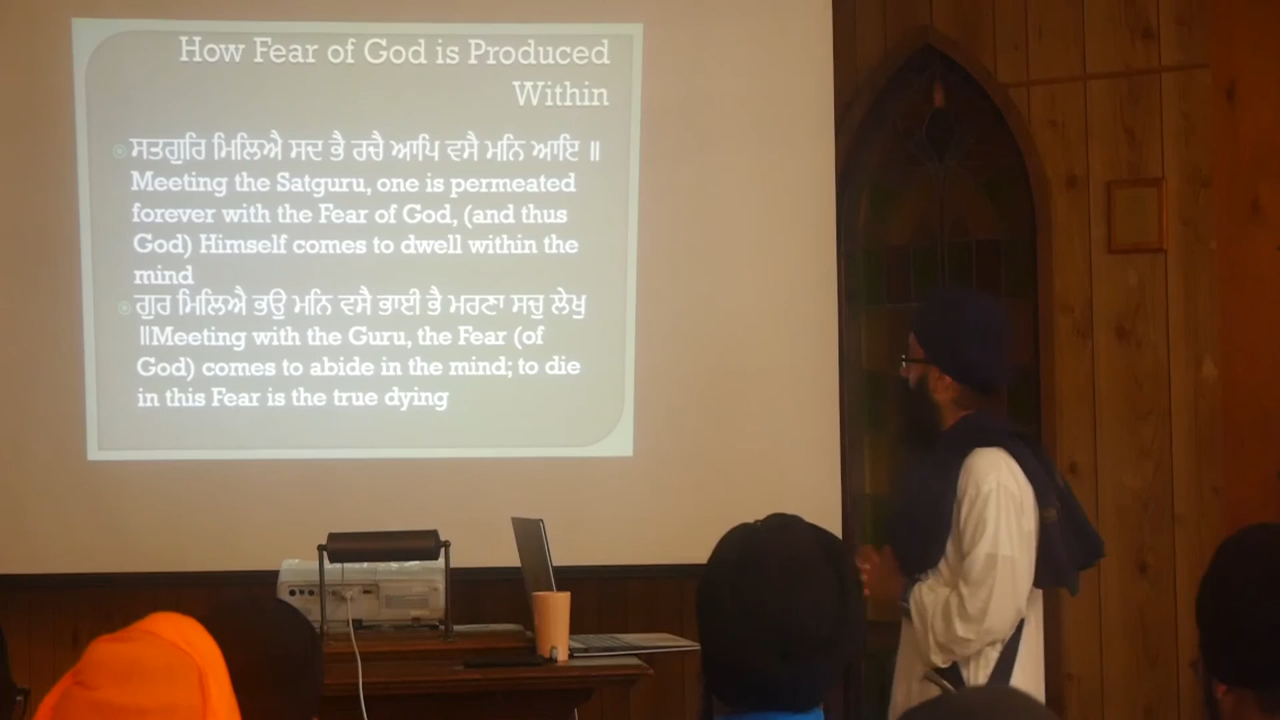 How Fear of God is Produced
Within
ਸਤਗੁਰਿ ਮਿਲਿਐ ਸਦ ਭੈ ਰਚੈ ਆਪਿ ਵਸੈ ਮਨਿ ਆਇ ॥
Meeting the Satguru, one is permeated
forever with the Fear of God, (and thus
God) Himself comes to dwell within the
mind
ਗੁਰ ਮਿਲਿਐ ਭਉ ਮਨਿ ਵਸੈ ਭਾਈ ਭੈ ਮਰਣਾ ਸਚੁ ਲੇਖੁ
॥Meeting with the Guru, the Fear (of
God) comes to abide in the mind; to die
in this Fear is the true dying